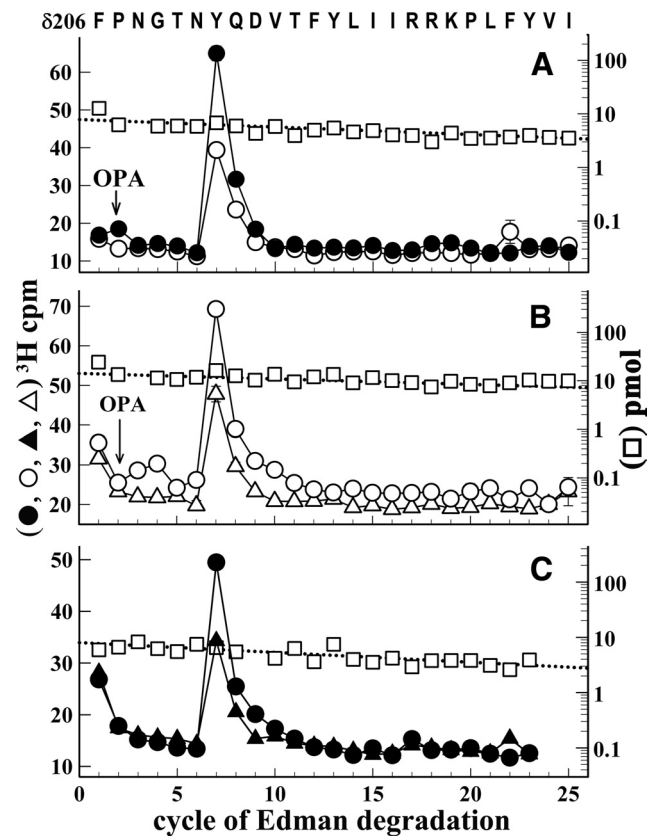 δ206 F P N G T N Y Q D V T F Y L I I R R K P L F Y V I
A
60
50
40
30
20
10
OPA
100
10
1
0.1
B
70
60
50
40
30
20
OPA
100
10
1
0.1
C
50
40
30
20
10
100
10
1
0.1
0 5 10 15 20 25
cycle of Edman degradation
(●, ○, ▲, △) ³H cpm
(□) pmol